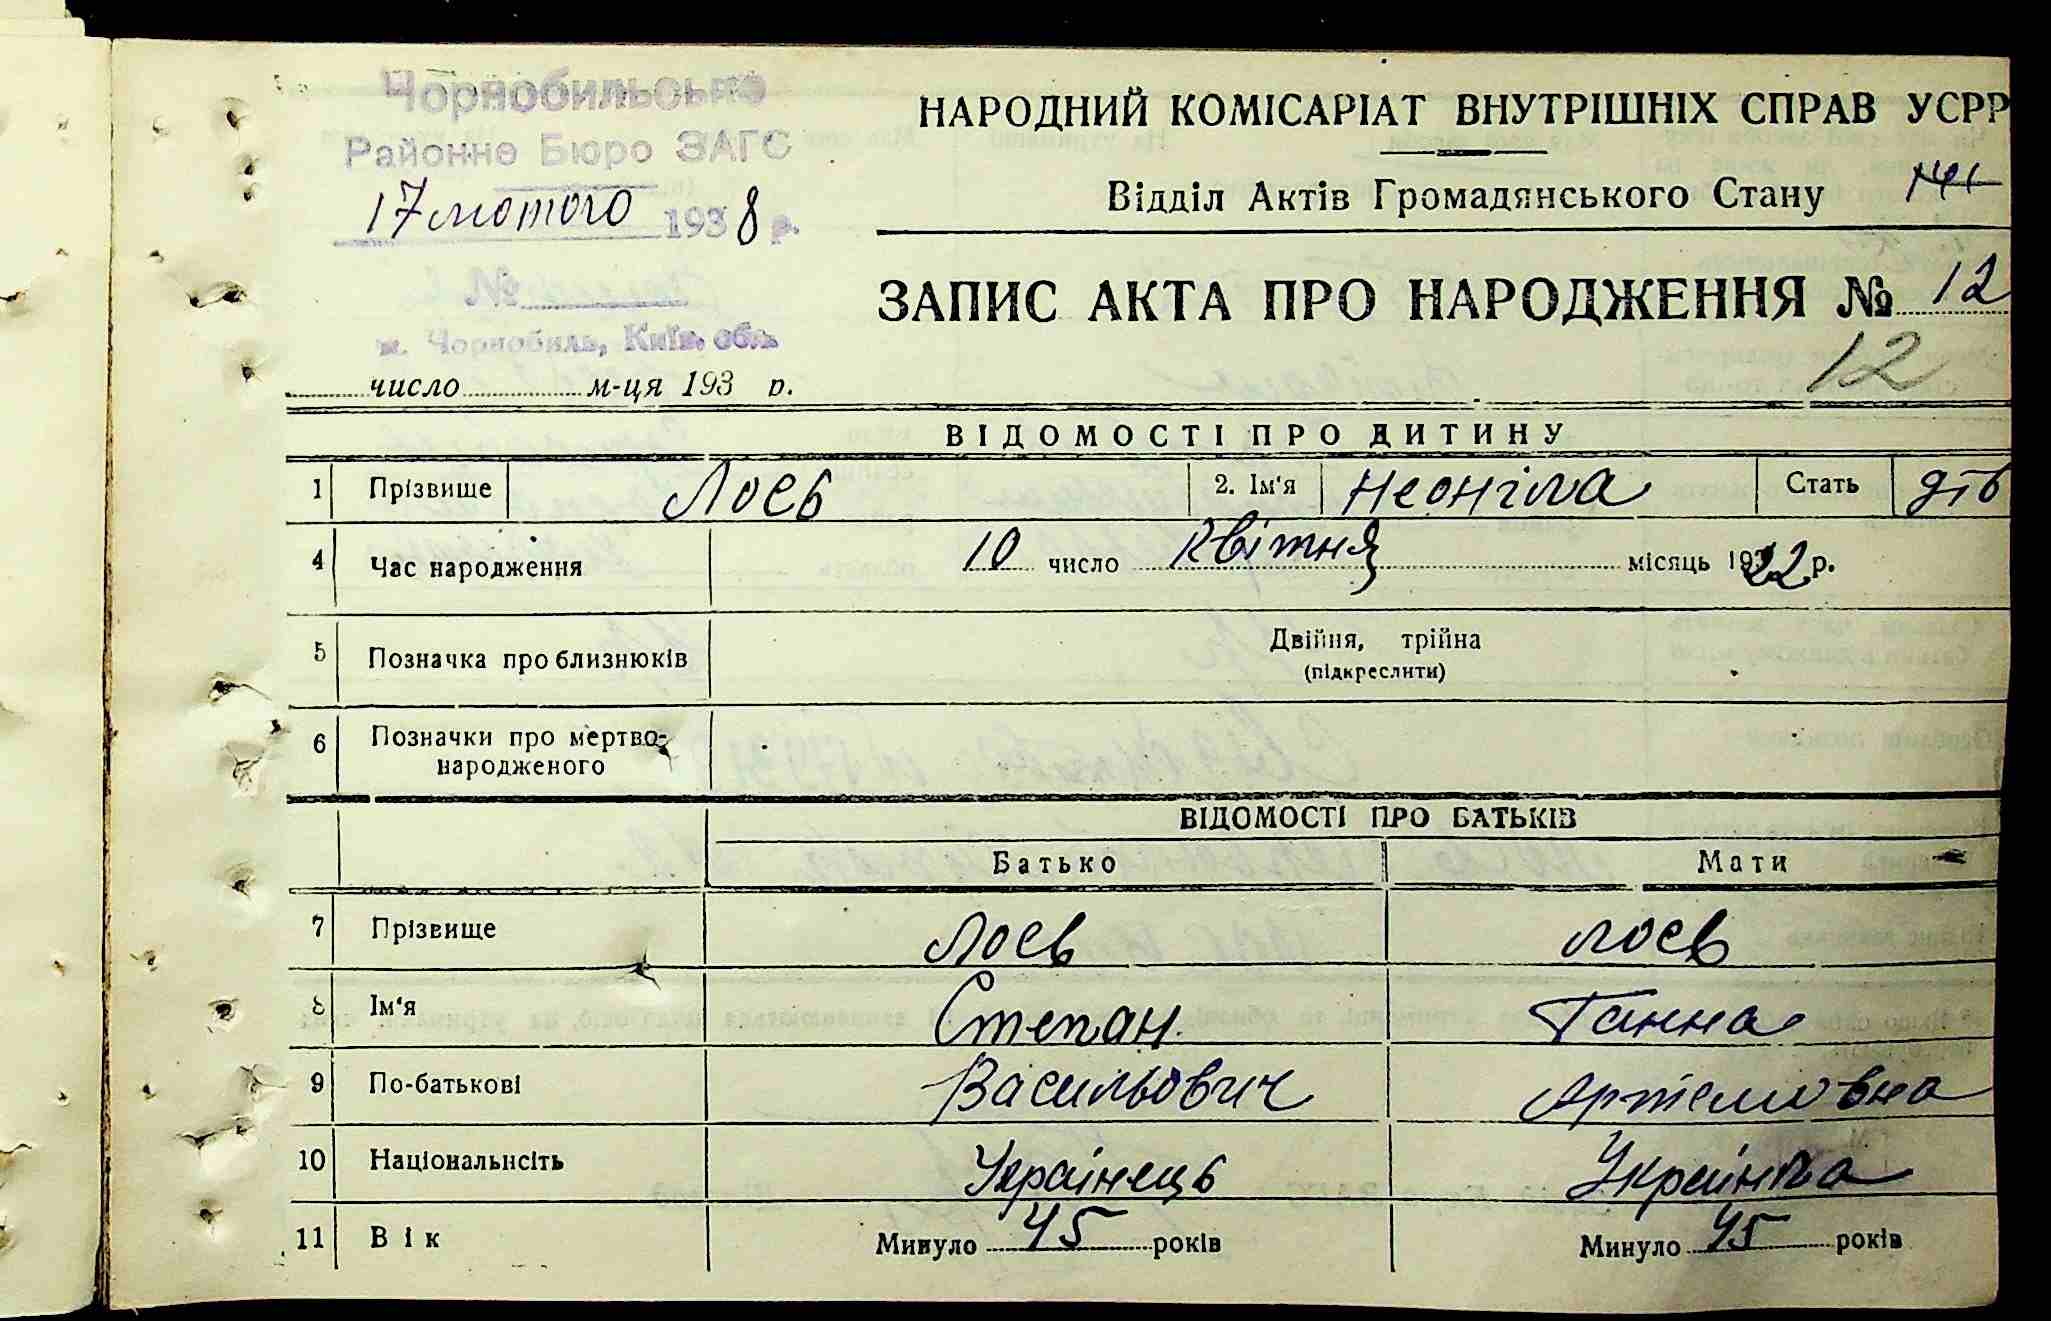 Чорнобильське
Районне Бюро ЗАГС
17 лютого 1938 р.
№
м. Чорнобиль, Київ. обл.
число м-ця 193 р.
НАРОДНИЙ КОМІСАРІАТ ВНУТРІШНІХ СПРАВ УСРР
Відділ Актів Громадянського Стану
ЗАПИС АКТА ПРО НАРОДЖЕННЯ № 12
12
ВІДОМОСТІ ПРО ДИТИНУ
1 Прізвище Лоєв 2. Ім'я Неоніла Стать дів
4 Час народження 10 число Квітня місяць 1922 р.
5 Позначка про близнюків Двійня, трійна
(підкреслити)
6 Позначки про мертво-
народженого
ВІДОМОСТІ ПРО БАТЬКІВ
Батько Мати
7 Прізвище Лоєв Лоєв
8 Ім'я Степан Ганна
9 По-батькові Васильович Артемовна
10 Національність Українець Українка
11 Вік Минуло 45 років Минуло 45 років